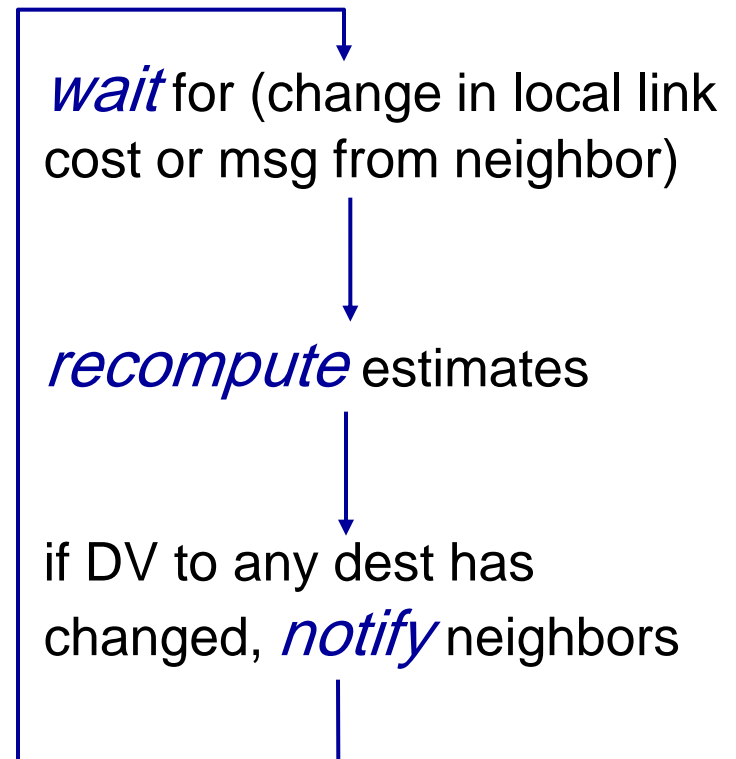 wait for (change in local link
cost or msg from neighbor)
recompute estimates
if DV to any dest has
changed, notify neighbors